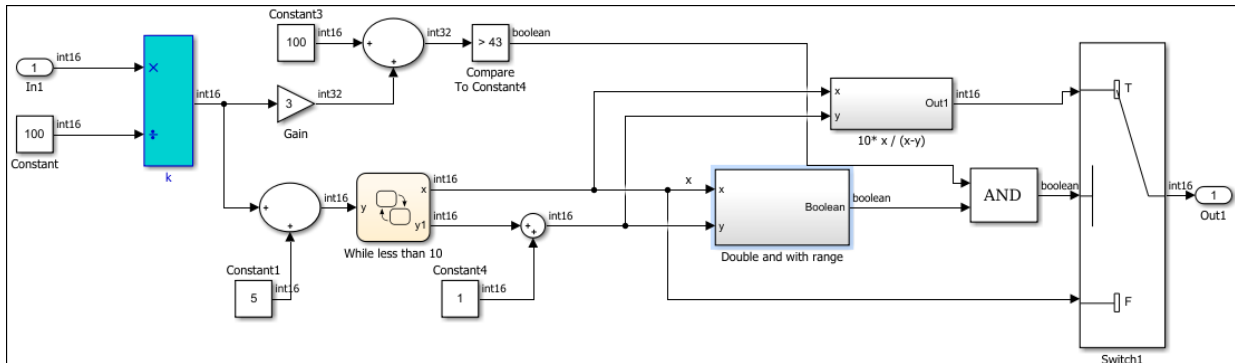 Constant3
100
int16
+
+
int32
> 43
boolean
Compare
To Constant4
1
In1
int16
×
÷
int16
k
100
int16
Constant
3
Gain
int32
x
y
Out1
int16
10* x / (x-y)
T
F
int16
1
Out1
Switch1
+
+
int16
y
x
y1
int16
int16
While less than 10
+
+
int16
x
x
y
Boolean
boolean
Double and with range
AND
boolean
Constant1
5
int16
Constant4
1
int16